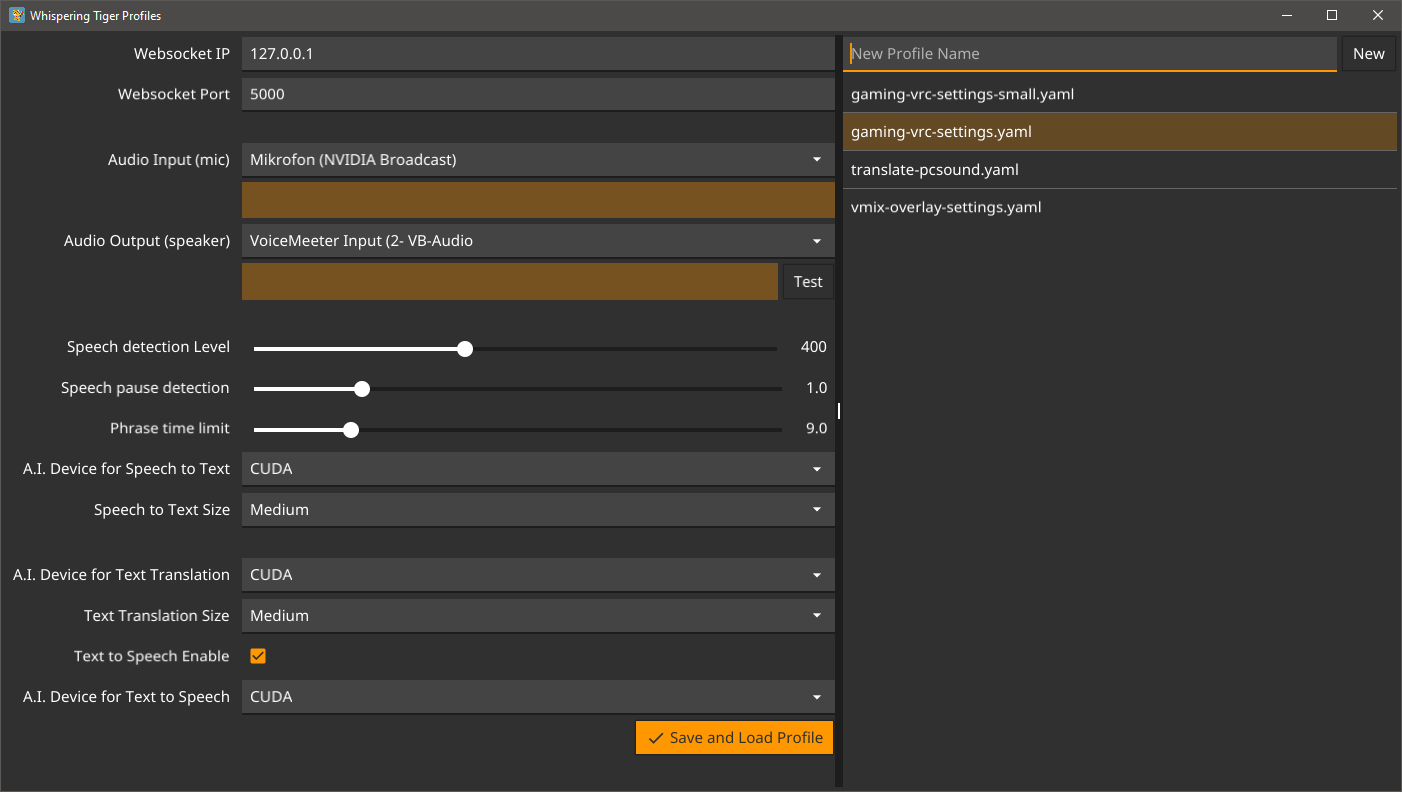 Whispering Tiger Profiles
Websocket IP 127.0.0.1
Websocket Port 5000
Audio Input (mic) Mikrofon (NVIDIA Broadcast)
Audio Output (speaker) VoiceMeeter Input (2- VB-Audio
Test
Speech detection Level 400
Speech pause detection 1.0
Phrase time limit 9.0
A.I. Device for Speech to Text CUDA
Speech to Text Size Medium
A.I. Device for Text Translation CUDA
Text Translation Size Medium
Text to Speech Enable
A.I. Device for Text to Speech CUDA
Save and Load Profile
New Profile Name New
gaming-vrc-settings-small.yaml
gaming-vrc-settings.yaml
translate-pcsound.yaml
vmix-overlay-settings.yaml